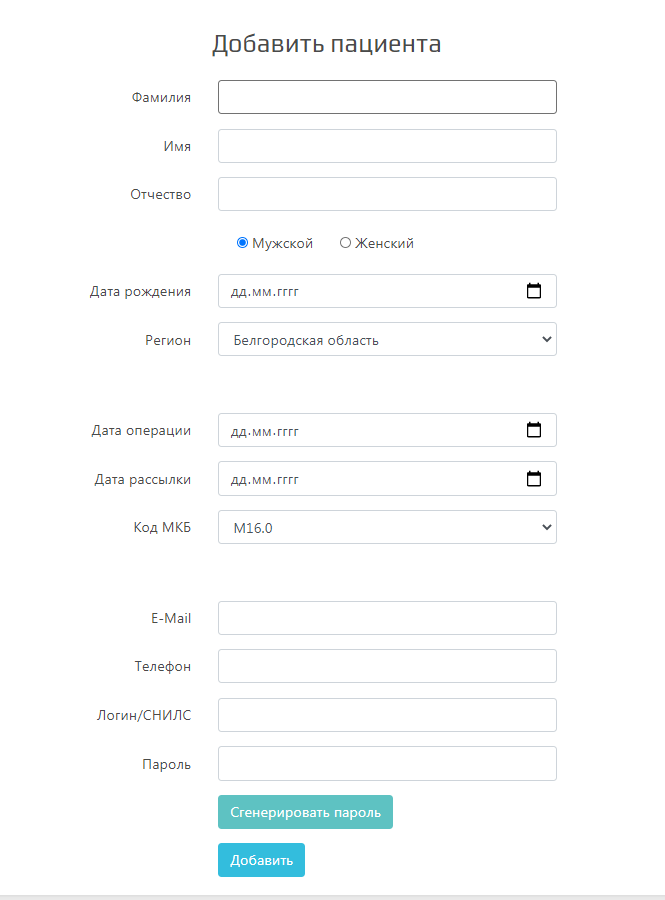 Добавить пациента
Фамилия
Имя
Отчество
Мужской Женский
Дата рождения дд.мм.гггг
Регион Белгородская область
Дата операции дд.мм.гггг
Дата рассылки дд.мм.гггг
Код МКБ M16.0
E-Mail
Телефон
Логин/СНИЛС
Пароль
Сгенерировать пароль
Добавить